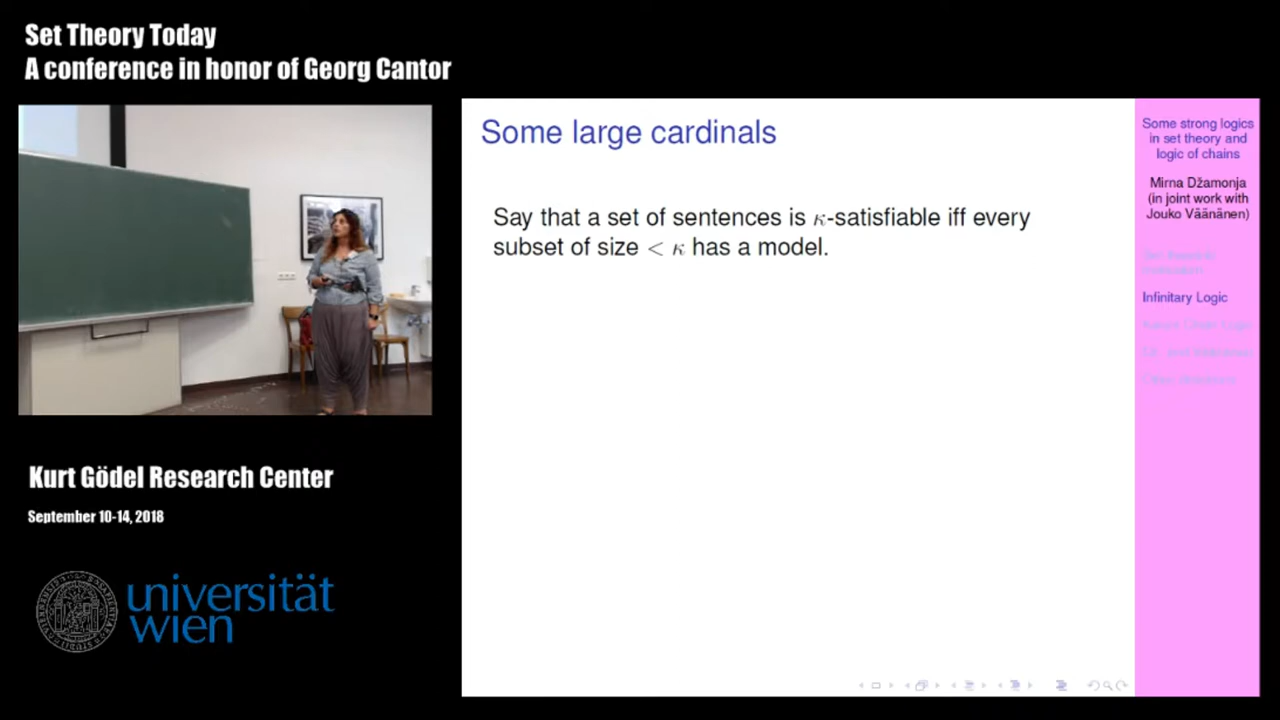 Set Theory Today
A conference in honor of Georg Cantor
Some large cardinals
Say that a set of sentences is κ-satisfiable iff every
subset of size < κ has a model.
Some strong logics
in set theory and
logic of chains
Mirna Džamonja
(in joint work with
Jouko Väänänen)
Infinitary Logic
Kurt Gödel Research Center
September 10-14, 2018
universität
wien